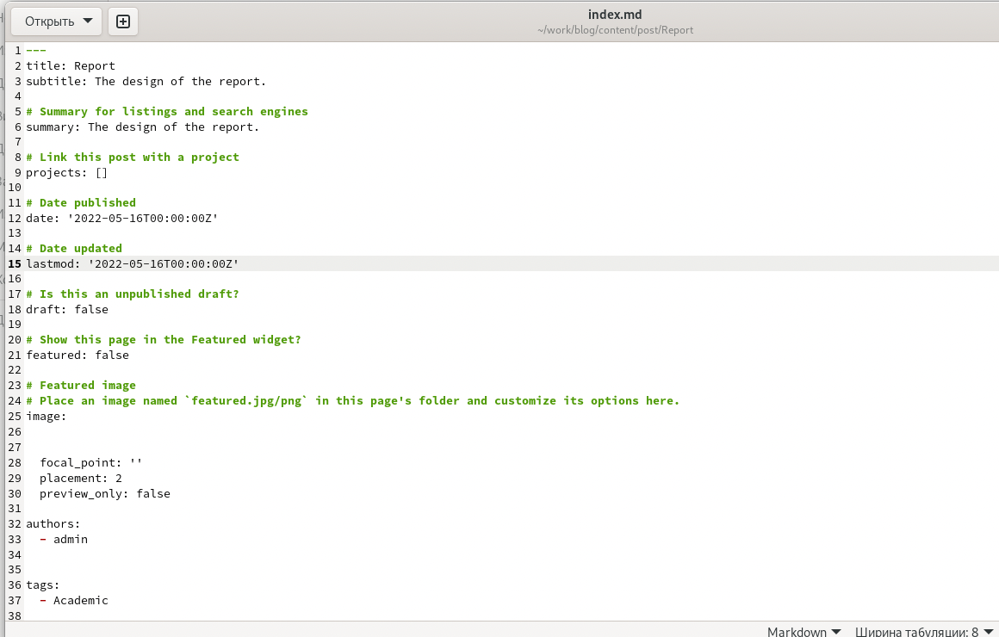 Открыть
index.md
~/work/blog/content/post/Report
1 ---
2 title: Report
3 subtitle: The design of the report.
4
5 # Summary for listings and search engines
6 summary: The design of the report.
7
8 # Link this post with a project
9 projects: []
10
11 # Date published
12 date: '2022-05-16T00:00:00Z'
13
14 # Date updated
15 lastmod: '2022-05-16T00:00:00Z'
16
17 # Is this an unpublished draft?
18 draft: false
19
20 # Show this page in the Featured widget?
21 featured: false
22
23 # Featured image
24 # Place an image named `featured.jpg/png` in this page's folder and customize its options here.
25 image:
26
27
28   focal_point: ''
29   placement: 2
30   preview_only: false
31
32 authors:
33   - admin
34
35
36 tags:
37   - Academic
38
Markdown Ширина табуляции: 8